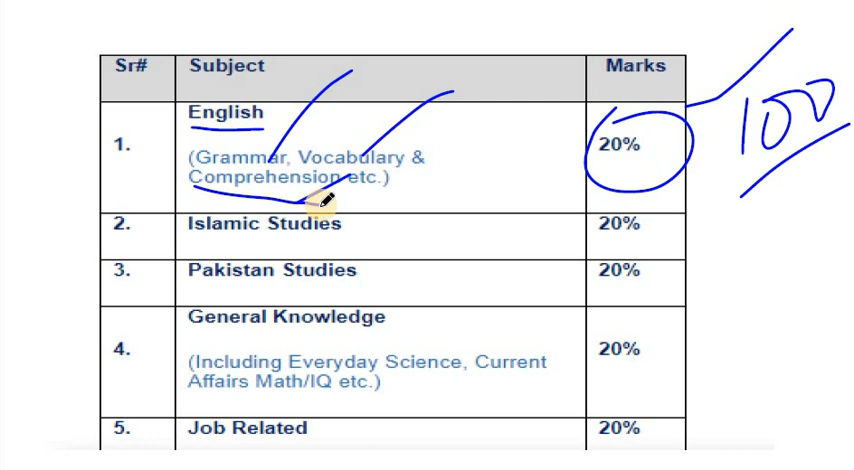 Sr# Subject Marks
English
1. 20%
(Grammar, Vocabulary &
Comprehension etc.)
2. Islamic Studies 20%
3. Pakistan Studies 20%
General Knowledge
4. 20%
(Including Everyday Science, Current
Affairs Math/IQ etc.)
5. Job Related 20%
100